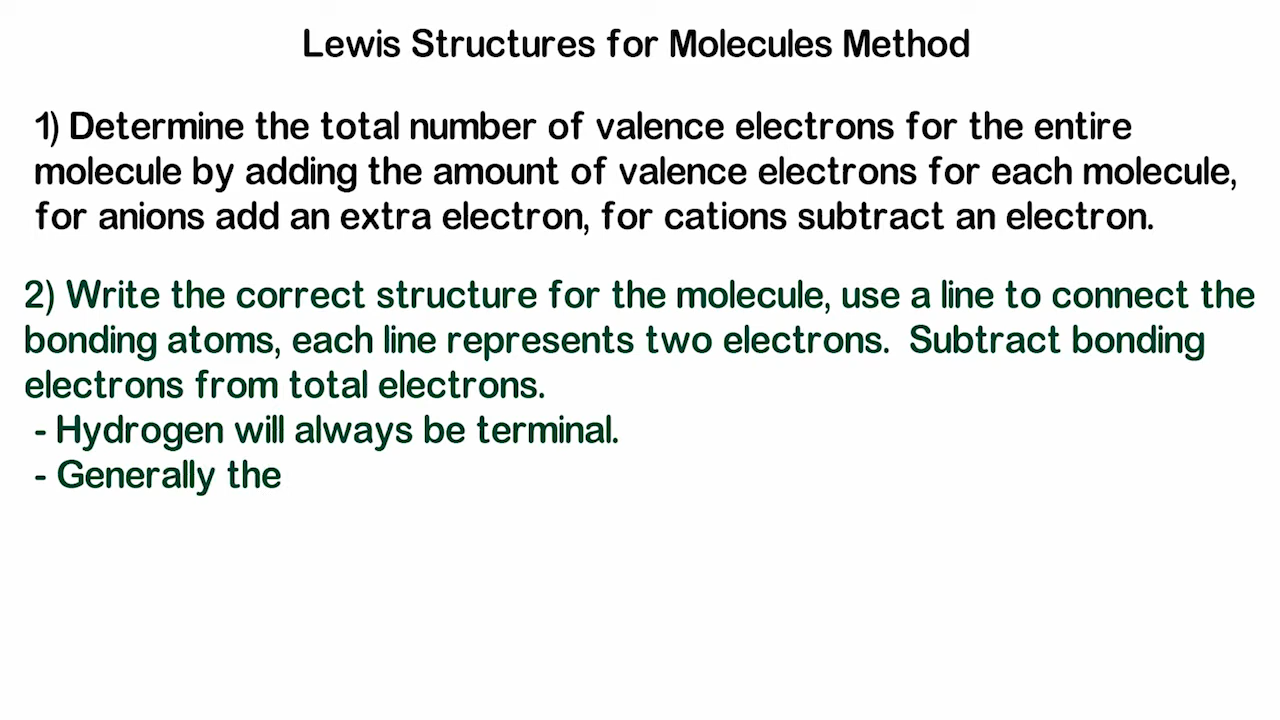 Lewis Structures for Molecules Method
1) Determine the total number of valence electrons for the entire
molecule by adding the amount of valence electrons for each molecule,
for anions add an extra electron, for cations subtract an electron.
2) Write the correct structure for the molecule, use a line to connect the
bonding atoms, each line represents two electrons.  Subtract bonding
electrons from total electrons.
- Hydrogen will always be terminal.
- Generally the